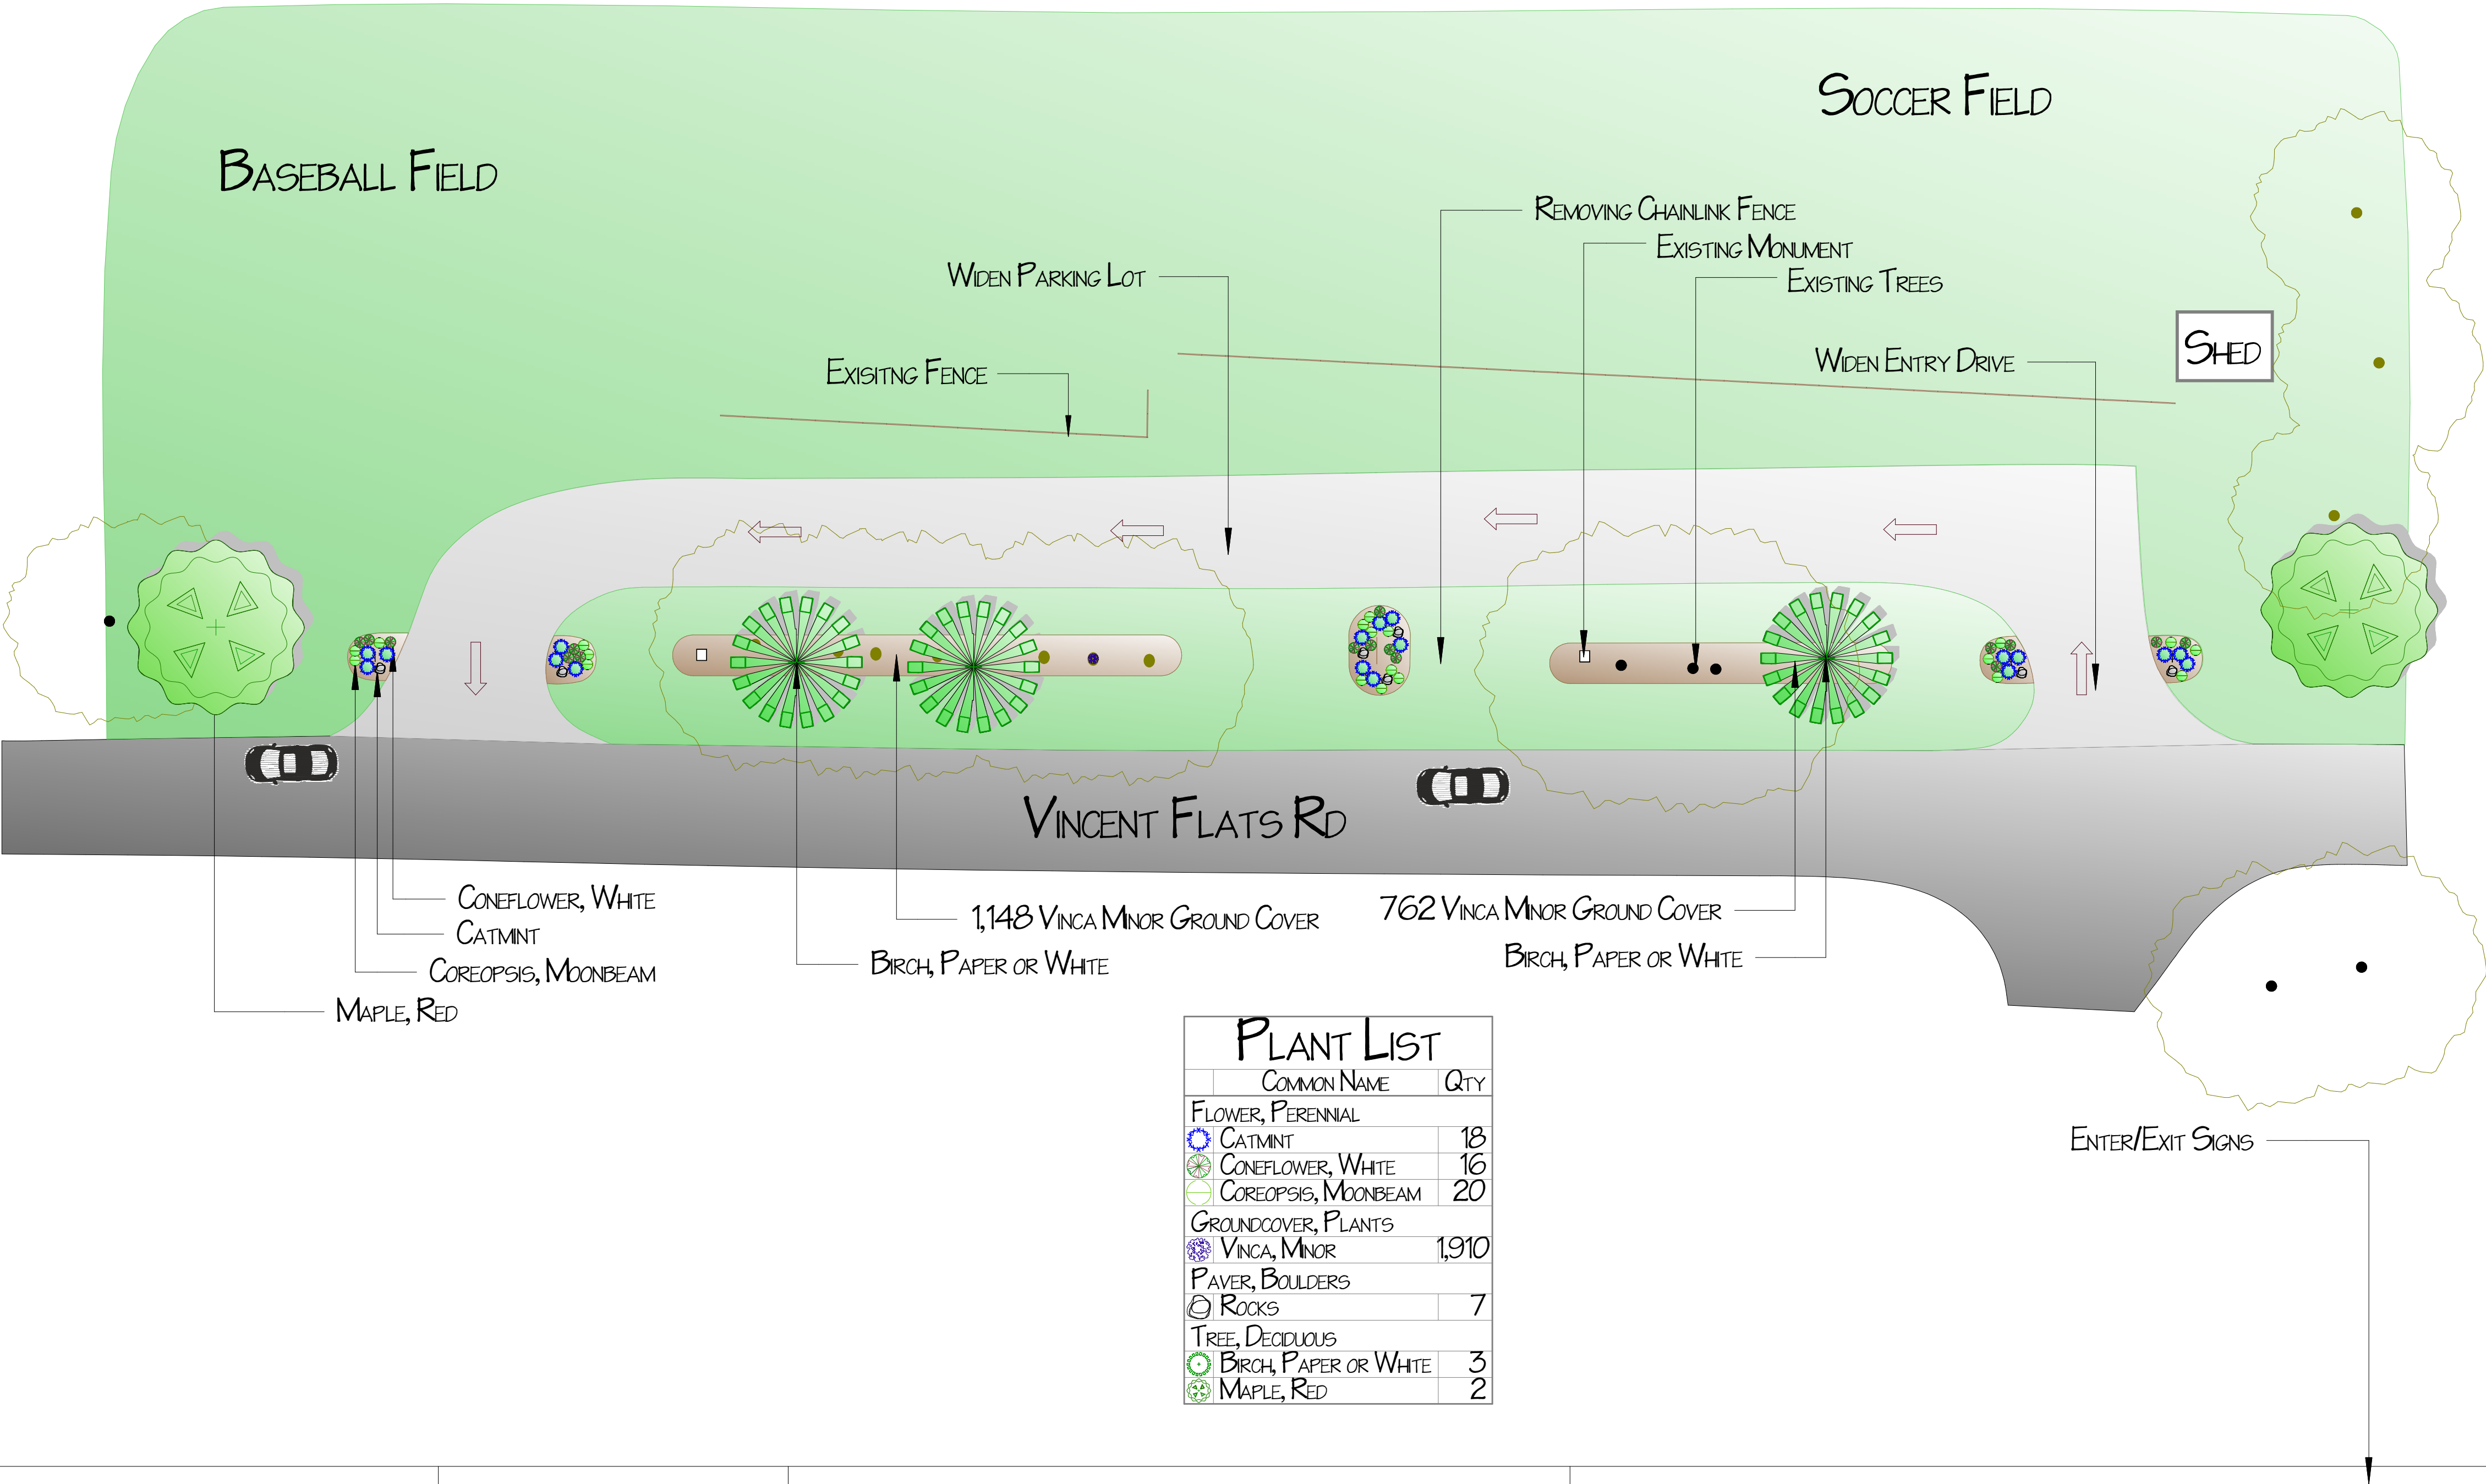 Soccer Field
Baseball Field
Removing Chainlink Fence
Existing Monument
Widen Parking Lot
Existing Trees
Shed
Exisitng Fence
Widen Entry Drive
Vincent Flats Rd
Coneflower, White
Catmint
Coreopsis, Moonbeam
Maple, Red
1,148 Vinca Minor Ground Cover
Birch, Paper or White
762 Vinca Minor Ground Cover
Birch, Paper or White
Plant List
Common Name Qty
Flower, Perennial
Catmint 18
Coneflower, White 16
Coreopsis, Moonbeam 20
Groundcover, Plants
Vinca, Minor 1,910
Paver, Boulders
Rocks 7
Tree, Deciduous
Birch, Paper or White 3
Maple, Red 2
Enter/Exit Signs